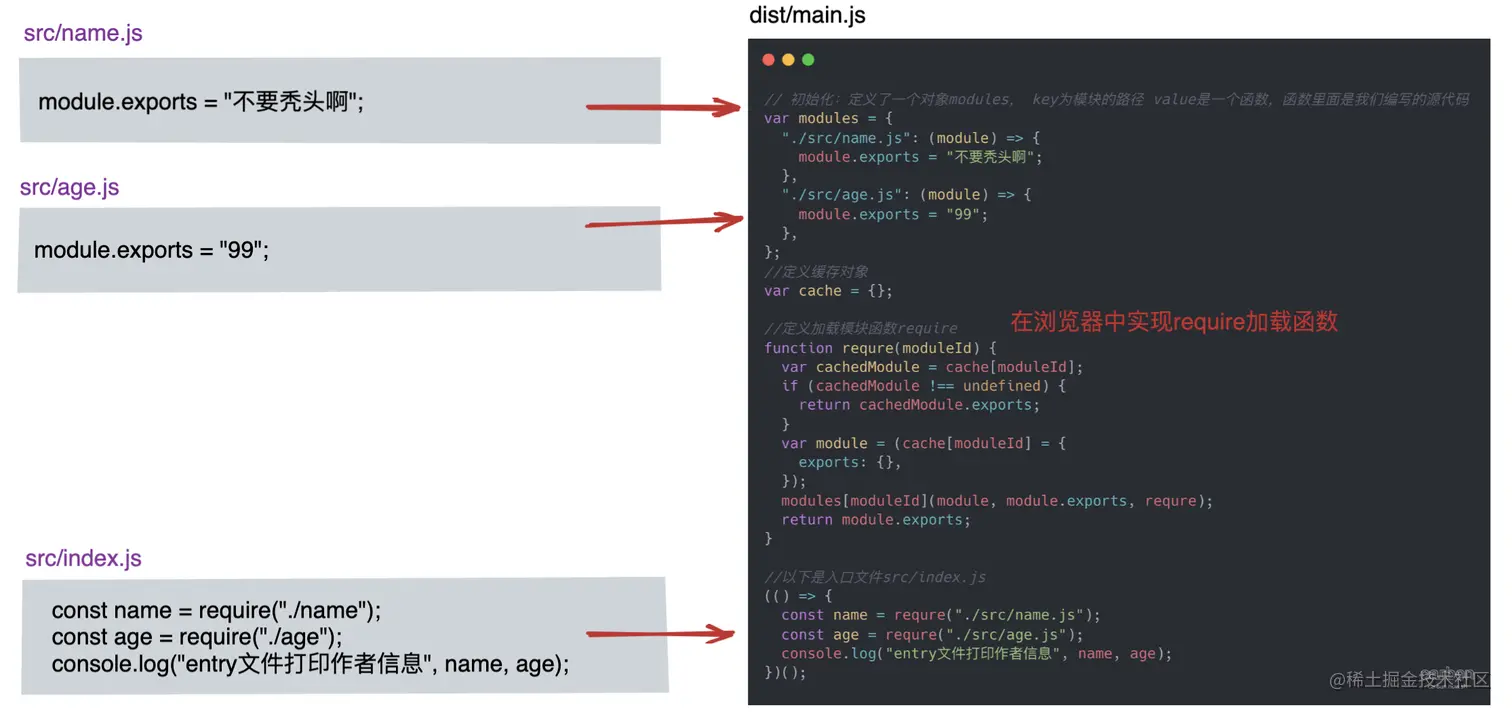 src/name.js
module.exports = "不要秃头啊";
src/age.js
module.exports = "99";
src/index.js
const name = require("./name");
const age = require("./age");
console.log("entry文件打印作者信息", name, age);
dist/main.js
// 初始化：定义了一个对象modules， key为模块的路径 value是一个函数，函数里面是我们编写的源代码
var modules = {
  "./src/name.js": (module) => {
    module.exports = "不要秃头啊";
  },
  "./src/age.js": (module) => {
    module.exports = "99";
  },
};
//定义缓存对象
var cache = {};
在浏览器中实现require加载函数
//定义加载模块函数require
function requre(moduleId) {
  var cachedModule = cache[moduleId];
  if (cachedModule !== undefined) {
    return cachedModule.exports;
  }
  var module = (cache[moduleId] = {
    exports: {},
  });
  modules[moduleId](module, module.exports, requre);
  return module.exports;
}
//以下是入口文件src/index.js
(() => {
  const name = requre("./src/name.js");
  const age = requre("./src/age.js");
  console.log("entry文件打印作者信息", name, age);
})();
@稀土掘金技术社区